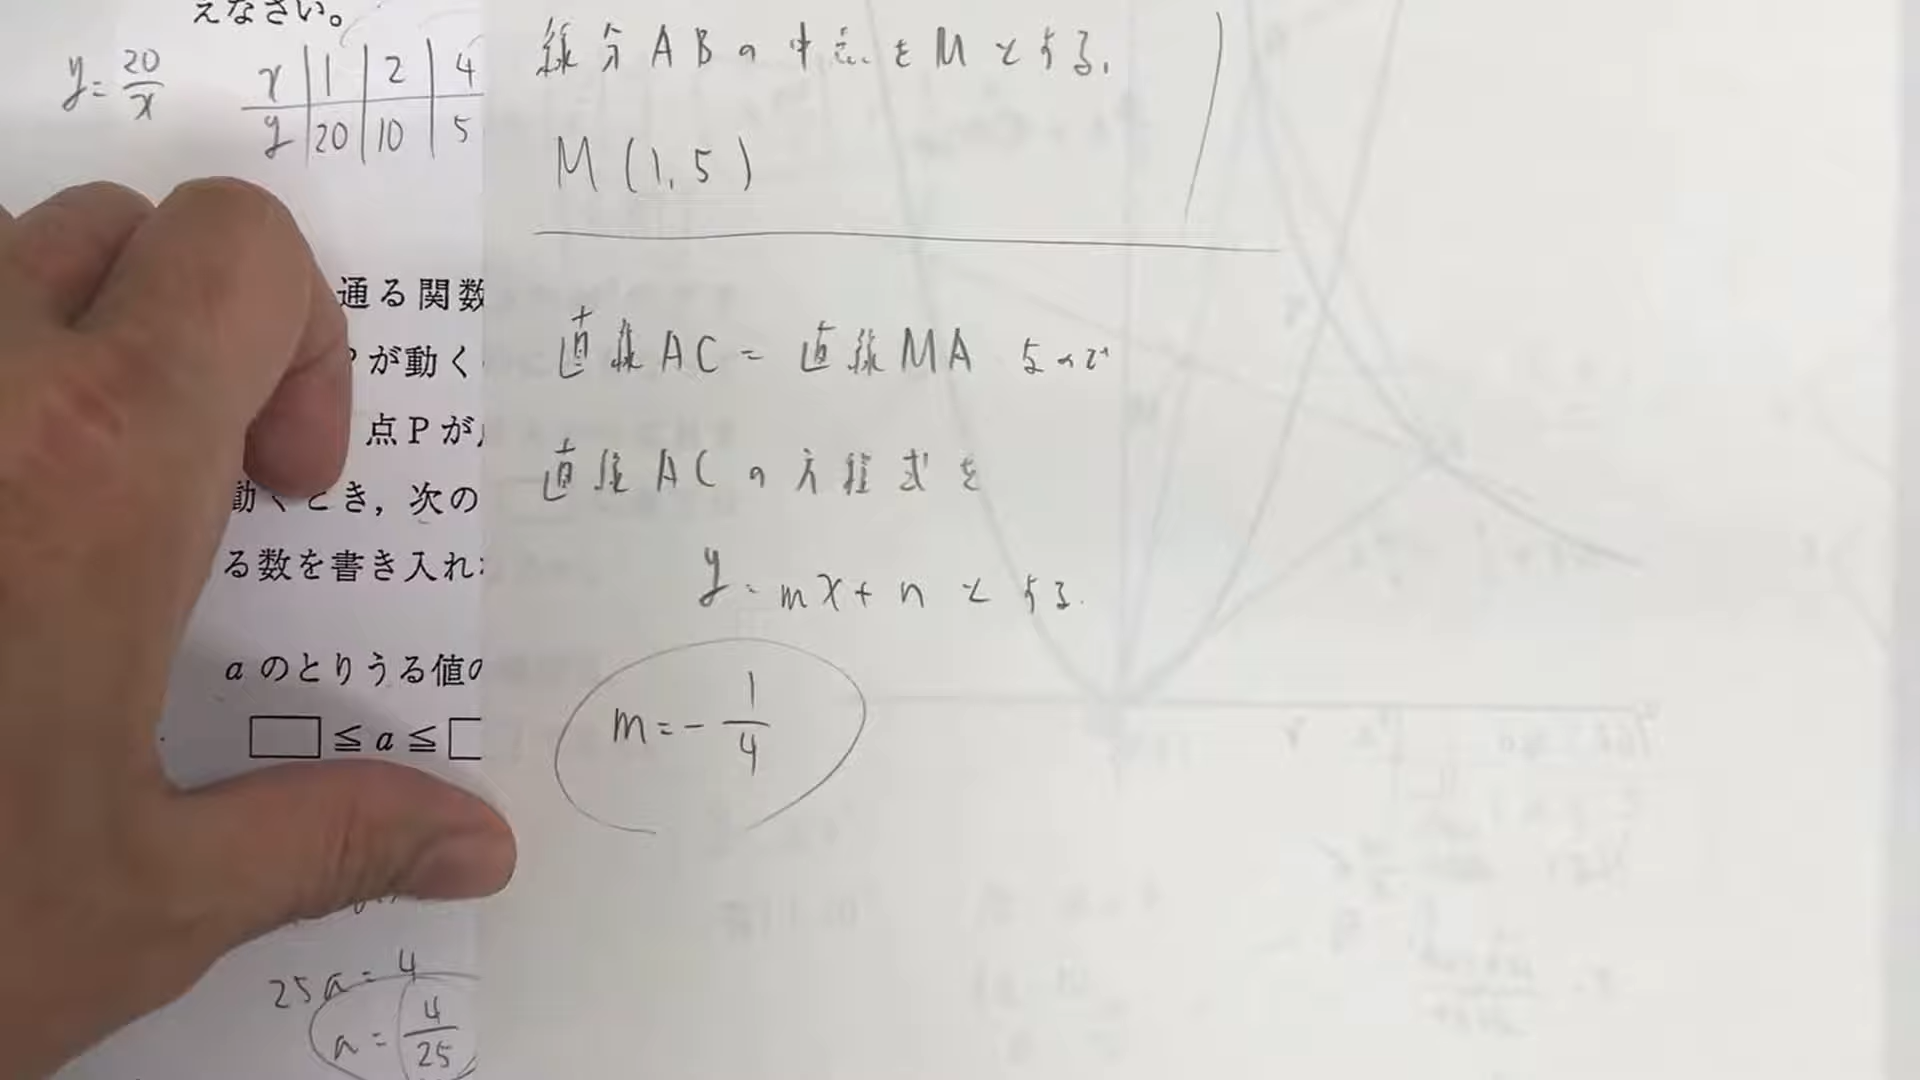 えなさい。
y=20/x
x 1 2 4
y 20 10 5
通る関数
が動く
点Pが
動くとき，次の
る数を書き入れ
a のとりうる値の
≦ a ≦
25a=4
a=4/25
線分ABの中点をMとする.
M(1,5)
直線AC=直線MA なので
直線ACの方程式を
y=mx+nとする.
m=-1/4